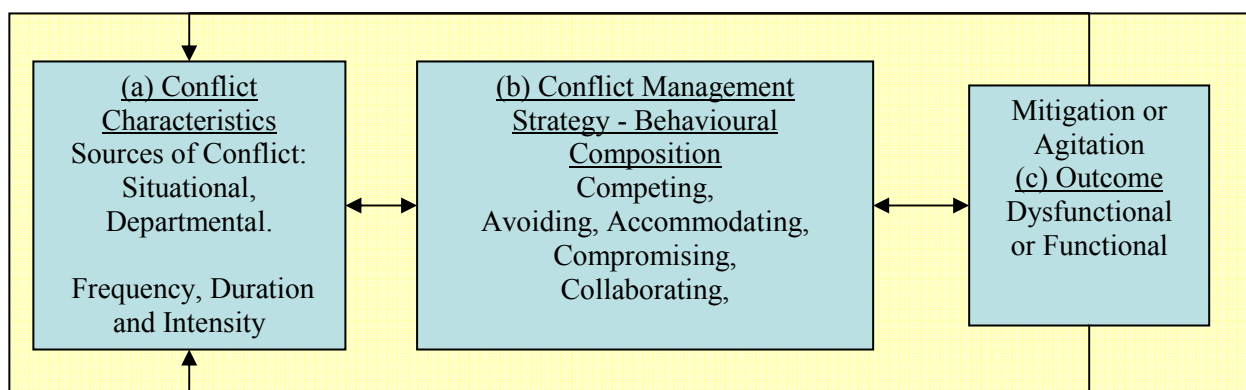 (a) Conflict
Characteristics
Sources of Conflict:
Situational,
Departmental.
Frequency, Duration
and Intensity
(b) Conflict Management
Strategy - Behavioural
Composition
Competing,
Avoiding, Accommodating,
Compromising,
Collaborating,
Mitigation or
Agitation
(c) Outcome
Dysfunctional
or Functional